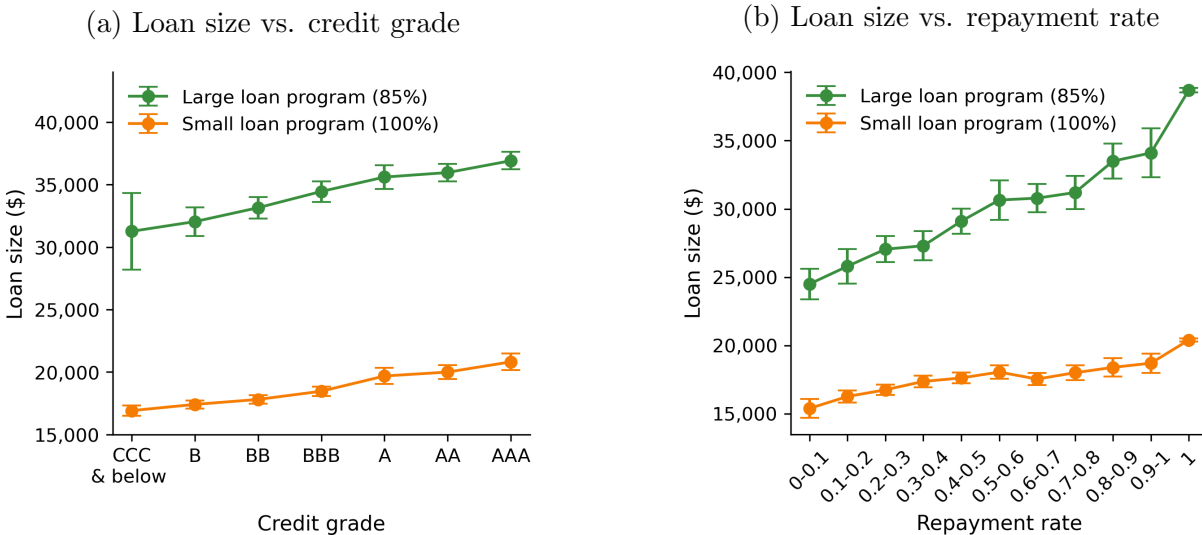 (a) Loan size vs. credit grade
Large loan program (85%)
Small loan program (100%)
40,000
35,000
30,000
25,000
20,000
15,000
Loan size ($)
CCC
& below
B
BB
BBB
A
AA
AAA
Credit grade
(b) Loan size vs. repayment rate
Large loan program (85%)
Small loan program (100%)
40,000
35,000
30,000
25,000
20,000
15,000
Loan size ($)
0-0.1
0.1-0.2
0.2-0.3
0.3-0.4
0.4-0.5
0.5-0.6
0.6-0.7
0.7-0.8
0.8-0.9
0.9-1
1
Repayment rate